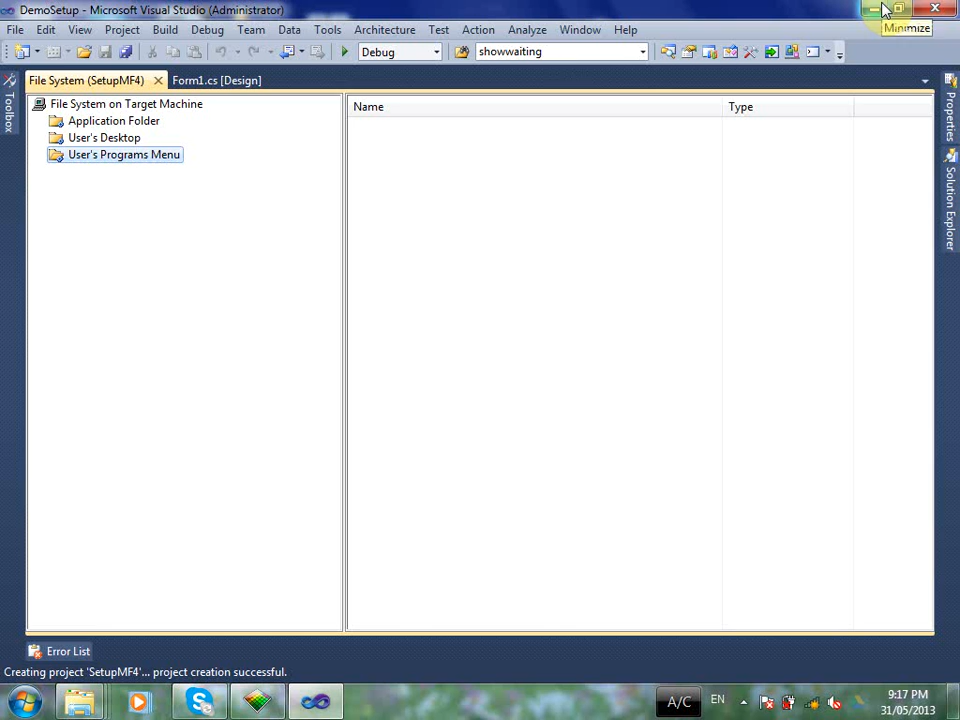 DemoSetup - Microsoft Visual Studio (Administrator)
Minimize
File Edit View Project Build Debug Team Data Tools Architecture Test Action Analyze Window Help
Debug showwaiting
File System (SetupMF4) Form1.cs [Design]
Toolbox
File System on Target Machine
Application Folder
User's Desktop
User's Programs Menu
Name Type
Properties
Solution Explorer
Error List
Creating project 'SetupMF4'... project creation successful.
A/C EN 9:17 PM
31/05/2013